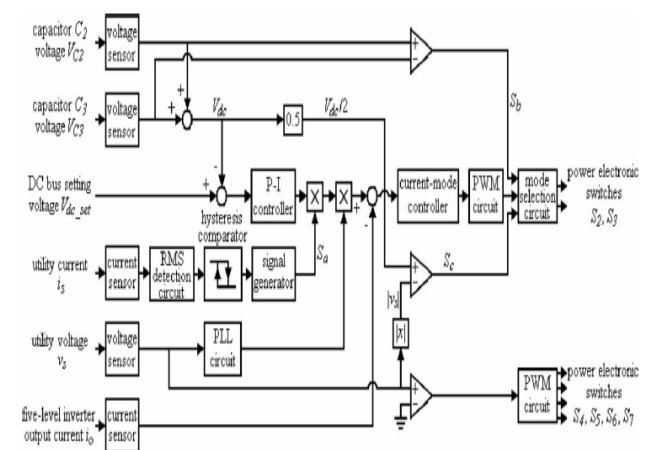 capacitor C2
voltage VC2
voltage
sensor
+
-
capacitor C3
voltage VC3
voltage
sensor
+
+
Vdc
0.5
Vdc/2
Sb
DC bus setting
voltage Vdc_set
+
-
P-I
controller
X
X
+
-
current-mode
controller
PWM
circuit
mode
selection
circuit
power electronic
switches
S2, S3
hysteresis
comparator
Sa
utility current
is
current
sensor
RMS
detection
circuit
signal
generator
+
-
Sc
|vs|
|x|
utility voltage
vs
voltage
sensor
PLL
circuit
+
-
PWM
circuit
power electronic
switches
S4, S5, S6, S7
five-level inverter
output current io
current
sensor